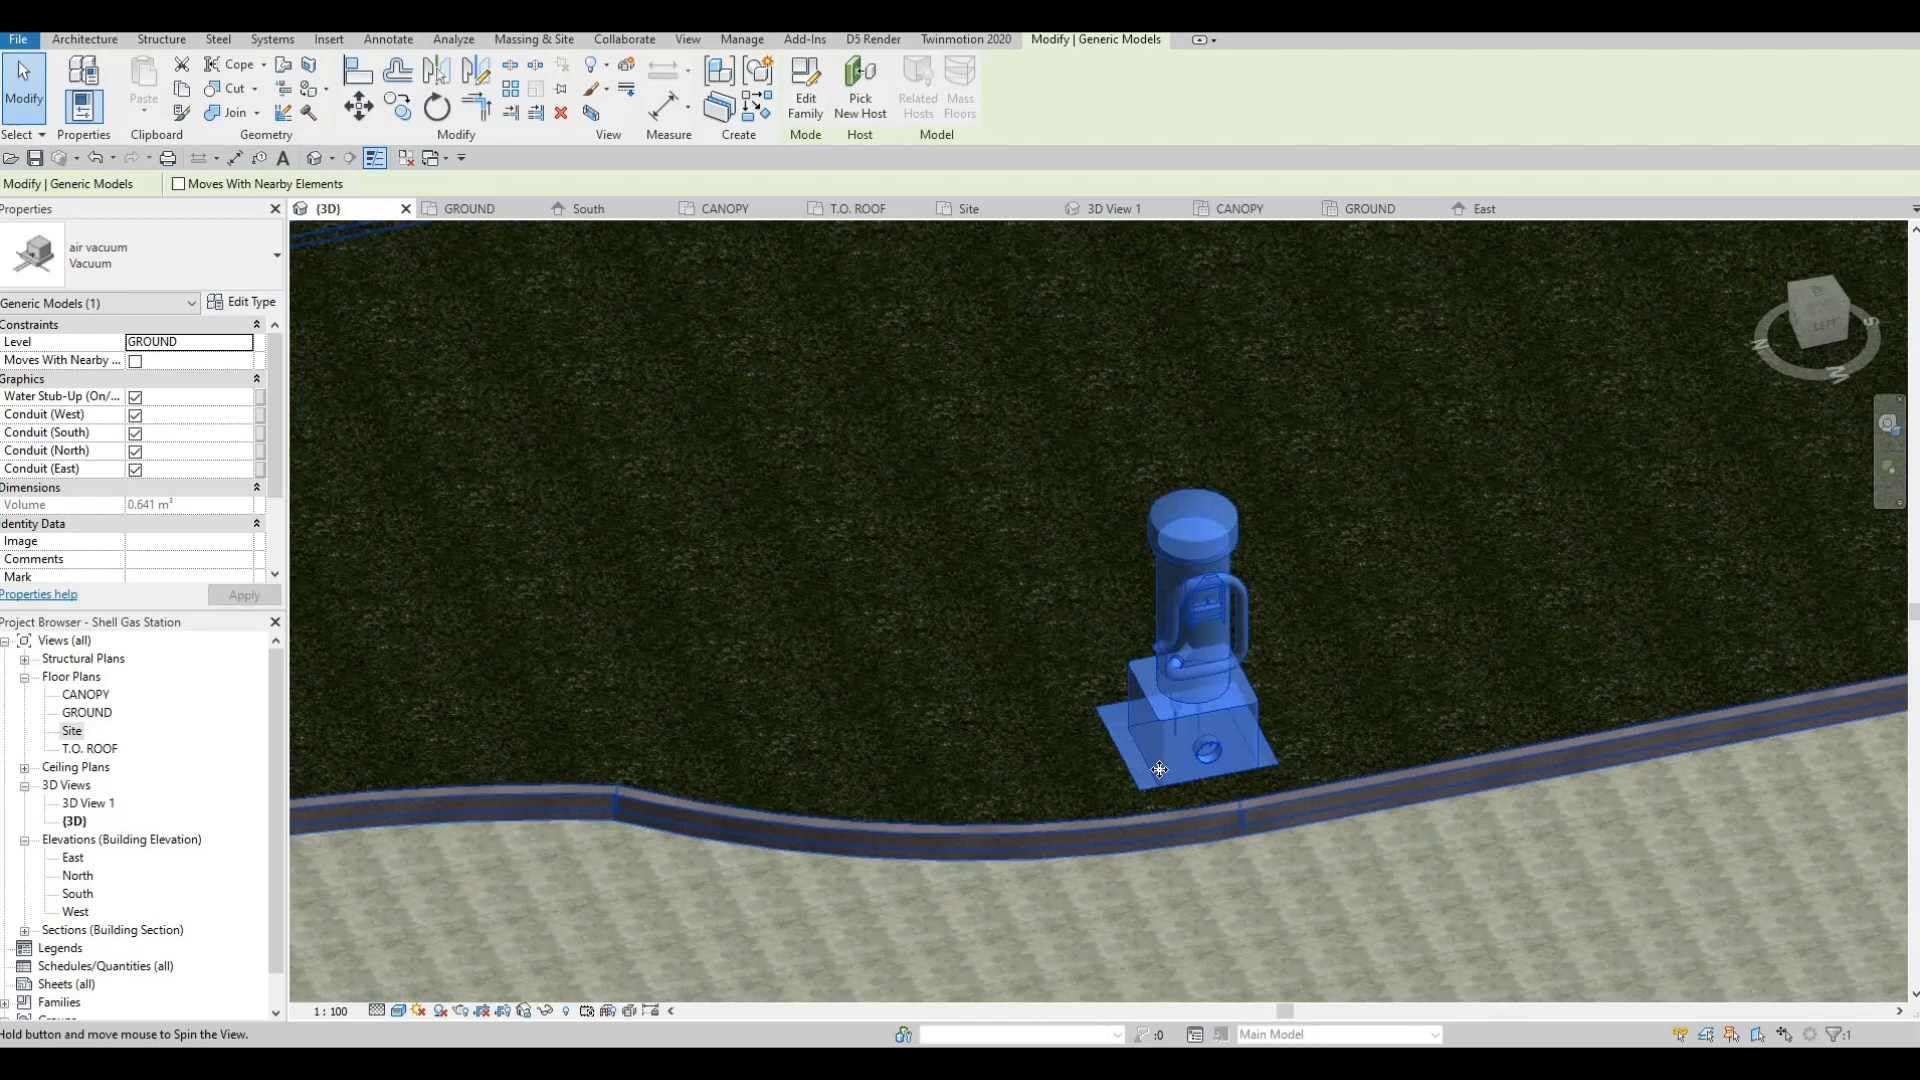 File Architecture Structure Steel Systems Insert Annotate Analyze Massing & Site Collaborate View Manage Add-Ins D5 Render Twinmotion 2020 Modify | Generic Models
Modify Paste Cope Cut Join Edit Family Pick New Host Related Hosts Mass Floors
Select Properties Clipboard Geometry Modify View Measure Create Mode Host Model
Modify | Generic Models Moves With Nearby Elements
Properties
{3D} GROUND South CANOPY T.O. ROOF Site 3D View 1 CANOPY GROUND East
air vacuum
Vacuum
Generic Models (1) Edit Type
Constraints
Level GROUND
Moves With Nearby ...
Graphics
Water Stub-Up (On/...
Conduit (West)
Conduit (South)
Conduit (North)
Conduit (East)
Dimensions
Volume 0.641 m³
Identity Data
Image
Comments
Mark
Properties help Apply
Project Browser - Shell Gas Station
Views (all)
Structural Plans
Floor Plans
CANOPY
GROUND
Site
T.O. ROOF
Ceiling Plans
3D Views
3D View 1
{3D}
Elevations (Building Elevation)
East
North
South
West
Sections (Building Section)
Legends
Schedules/Quantities (all)
Sheets (all)
Families
LEFT
S
N
W
1 : 100
Hold button and move mouse to Spin the View.
:0
Main Model
:1